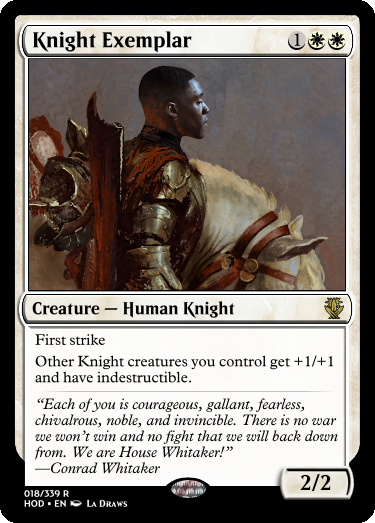 Knight Exemplar 1
Creature — Human Knight
First strike
Other Knight creatures you control get +1/+1
and have indestructible.
“Each of you is courageous, gallant, fearless,
chivalrous, noble, and invincible. There is no war
we won’t win and no fight that we will back down
from. We are House Whitaker!”
—Conrad Whitaker
2/2
018/339 R
HOD • EN La Draws